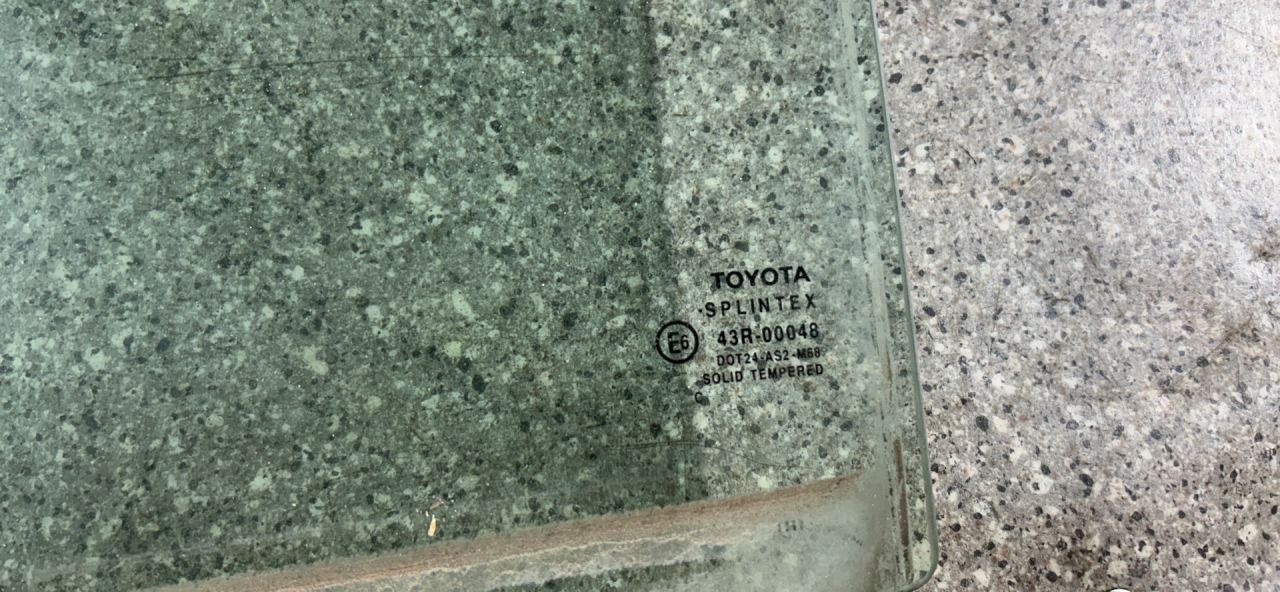 TOYOTA
SPLINTEX
E6 43R-00048
DOT24-AS2-M68
SOLID TEMPERED
C